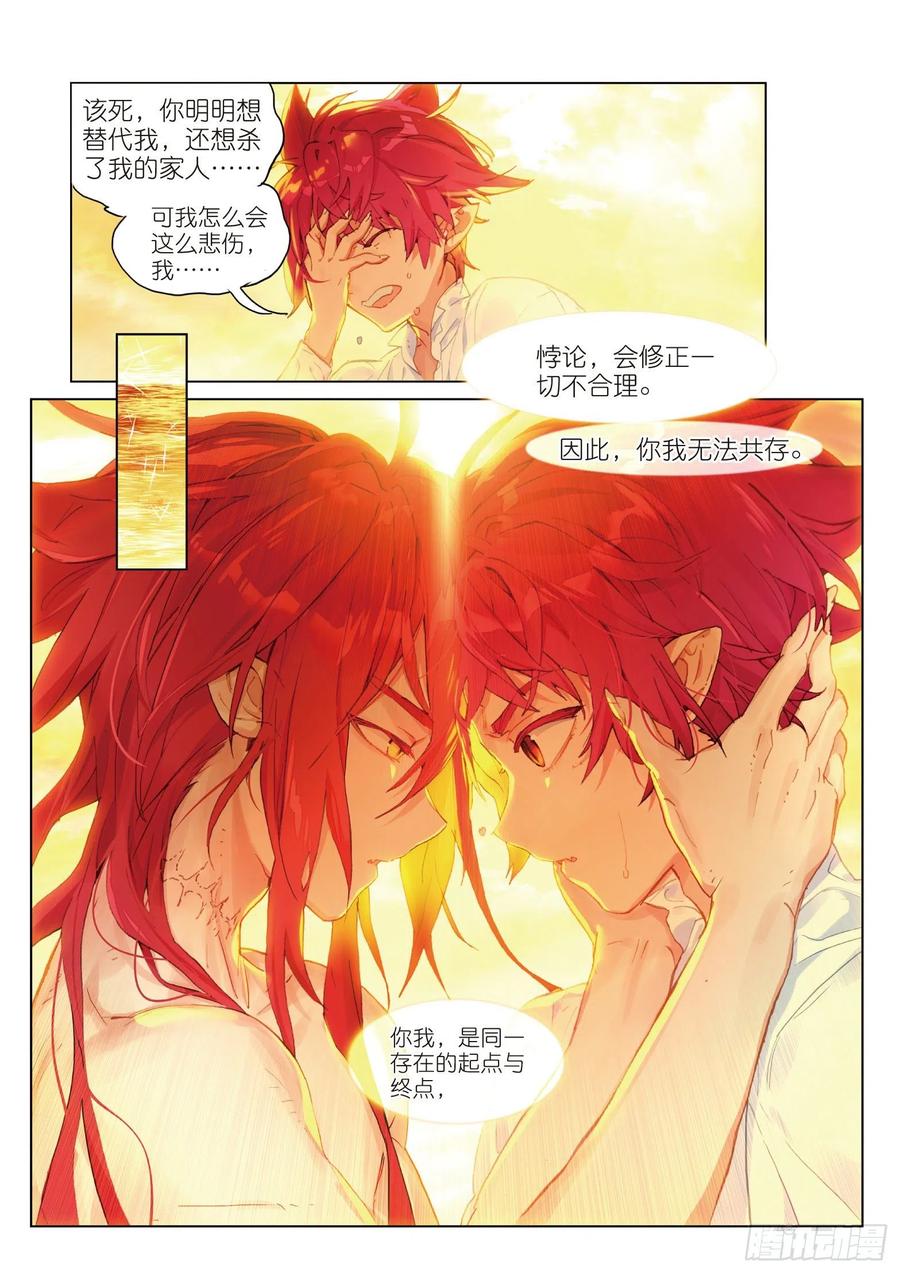 该死，你明明想
替代我，还想杀
了我的家人……
可我怎么会
这么悲伤，
我……
悖论，会修正一
切不合理。
因此，你我无法共存。
你我，是同一
存在的起点与
终点，
腾讯动漫